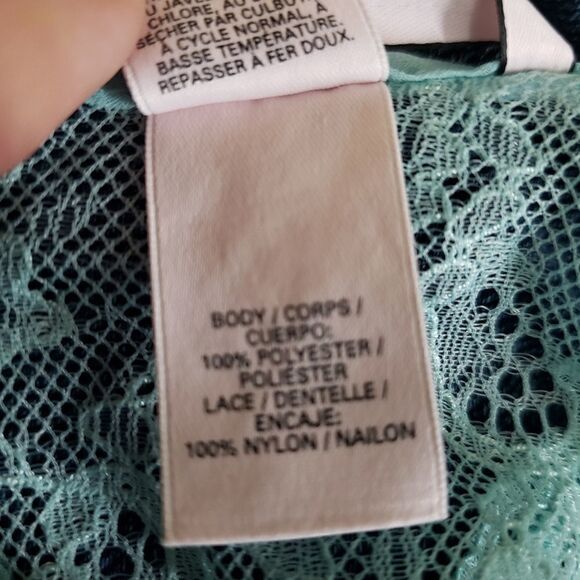 U JAVEL
CHLORE, AU
SÉCHER PAR CULBUT
À CYCLE NORMAL, À
BASSE TEMPÉRATURE.
REPASSER À FER DOUX.
BODY / CORPS /
CUERPO:
100% POLYESTER /
POLIÉSTER
LACE / DENTELLE /
ENCAJE:
100% NYLON / NAILON